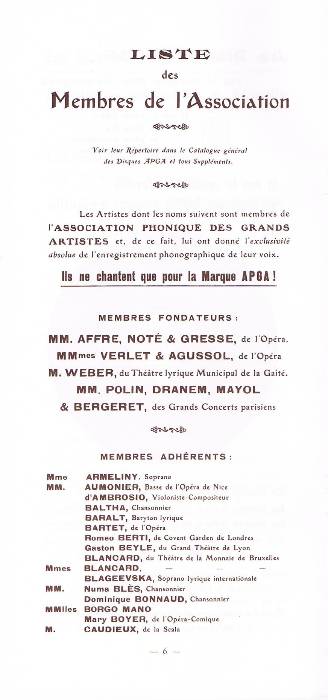 LISTE
des
Membres de l'Association
Voir leur Répertoire dans le Catalogue général
des Disques APGA et tous Suppléments.
Les Artistes dont les noms suivent sont membres de
l'ASSOCIATION PHONIQUE DES GRANDS
ARTISTES et, de ce fait, lui ont donné l'exclusivité
absolue de l'enregistrement phonographique de leur voix.
Ils ne chantent que pour la Marque APGA!
MEMBRES FONDATEURS:
MM. AFFRE, NOTÉ & GRESSE, de l'Opéra.
MMmes VERLET & AGUSSOL, de l'Opéra
M. WEBER, du Théâtre lyrique Municipal de la Gaité.
MM. POLIN, DRANEM, MAYOL
& BERGERET, des Grands Concerts parisiens
MEMBRES ADHÉRENTS:
Mme ARMELINY, Soprano
MM. AUMONIER, Basse de l'Opéra de Nice
d'AMBROSIO, Violoniste-Compositeur
BALTHA, Chansonnier
BARALT, Baryton lyrique
BARTET, de l'Opéra
Romeo BERTI, de Covent Garden de Londres
Gaston BEYLE, du Grand Théâtre de Lyon
BLANCARD, du Théâtre de la Monnaie de Bruxelles
Mmes BLANCARD, — — —
BLAGEEVSKA, Soprano lyrique internationale
MM. Numa BLÈS, Chansonnier
Dominique BONNAUD, Chansonnier
MMlles BORGO MANO
Mary BOYER, de l'Opéra-Comique
M. CAUDIEUX, de la Scala
— 6 —